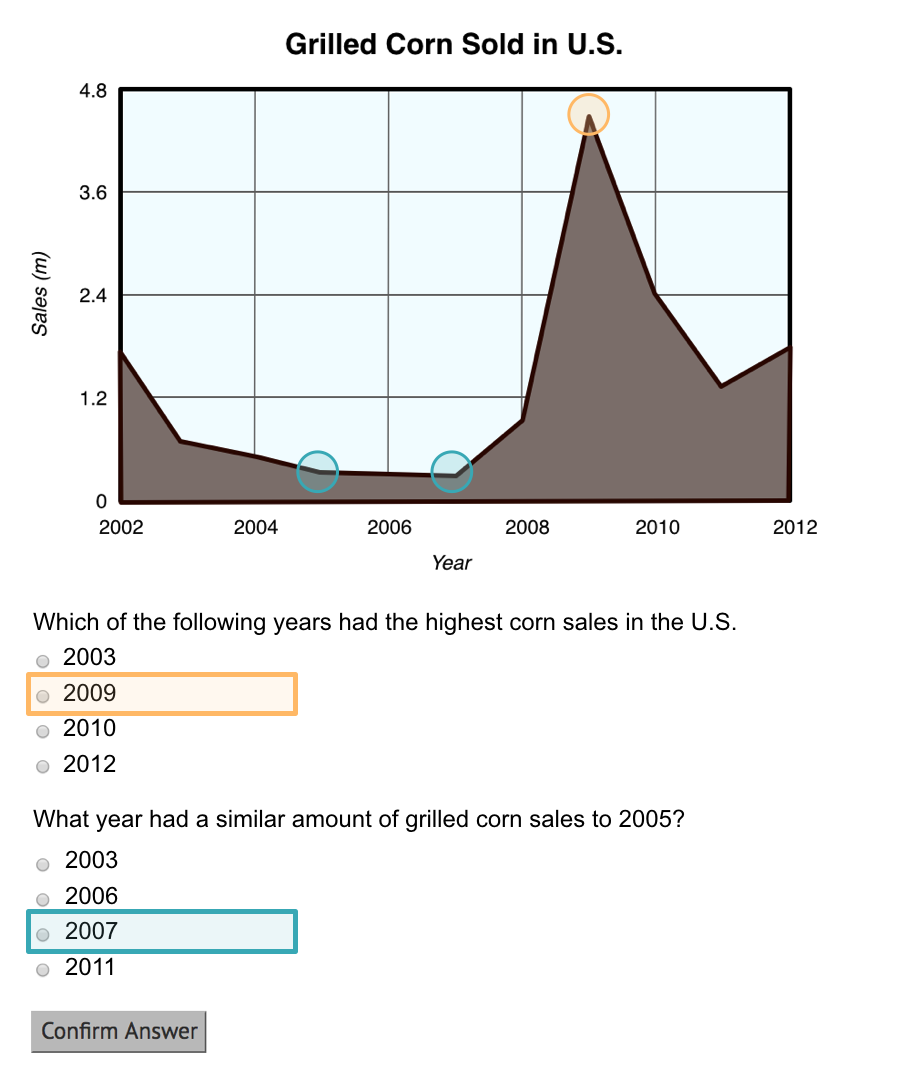 Grilled Corn Sold in U.S.
4.8
3.6
2.4
1.2
0
Sales (m)
2002 2004 2006 2008 2010 2012
Year
Which of the following years had the highest corn sales in the U.S.
2003
2009
2010
2012
What year had a similar amount of grilled corn sales to 2005?
2003
2006
2007
2011
Confirm Answer